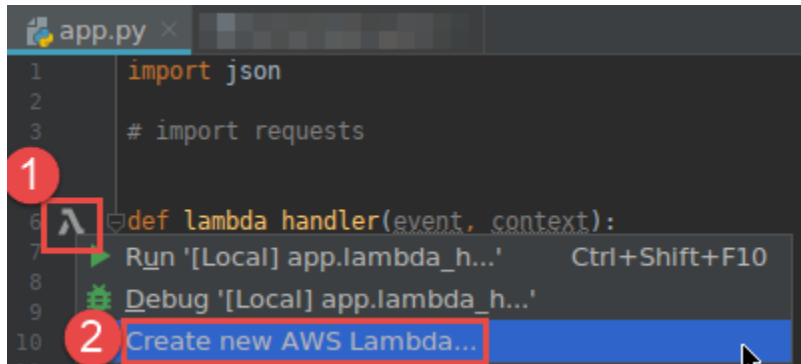 app.py
1 import json
2
3 # import requests
1
6 λ def lambda_handler(event, context):
7 Run '[Local] app.lambda_h...' Ctrl+Shift+F10
8
9 Debug '[Local] app.lambda_h...'
10 2 Create new AWS Lambda...